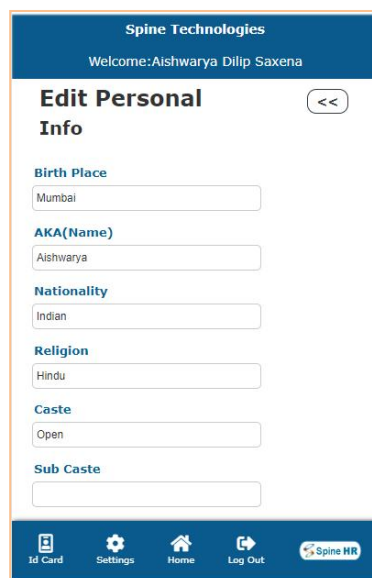 Spine Technologies
Welcome:Aishwarya Dilip Saxena
Edit Personal
<<
Info
Birth Place
Mumbai
AKA(Name)
Aishwarya
Nationality
Indian
Religion
Hindu
Caste
Open
Sub Caste
Id Card
Settings
Home
Log Out
Spine HR